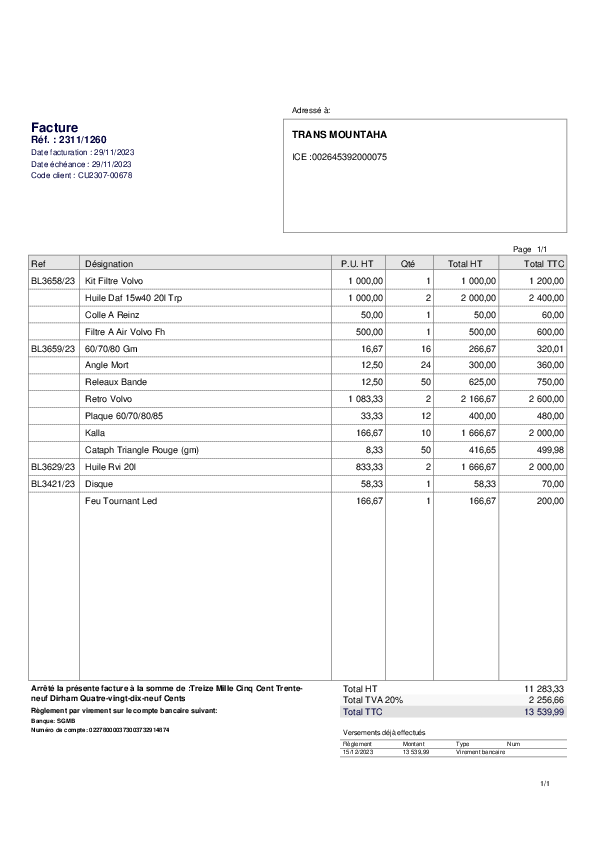 Adressé à:
Facture
Réf. : 2311/1260
Date facturation : 29/11/2023
Date échéance : 29/11/2023
Code client : CU2307-00678
TRANS MOUNTAHA
ICE :002645392000075
Page 1/1
Ref Désignation P.U. HT Qté Total HT Total TTC
BL3658/23 Kit Filtre Volvo 1 000,00 1 1 000,00 1 200,00
Huile Daf 15w40 20l Trp 1 000,00 2 2 000,00 2 400,00
Colle A Reinz 50,00 1 50,00 60,00
Filtre A Air Volvo Fh 500,00 1 500,00 600,00
BL3659/23 60/70/80 Gm 16,67 16 266,67 320,01
Angle Mort 12,50 24 300,00 360,00
Releaux Bande 12,50 50 625,00 750,00
Retro Volvo 1 083,33 2 2 166,67 2 600,00
Plaque 60/70/80/85 33,33 12 400,00 480,00
Kalla 166,67 10 1 666,67 2 000,00
Cataph Triangle Rouge (gm) 8,33 50 416,65 499,98
BL3629/23 Huile Rvi 20l 833,33 2 1 666,67 2 000,00
BL3421/23 Disque 58,33 1 58,33 70,00
Feu Tournant Led 166,67 1 166,67 200,00
Arrêté la présente facture à la somme de :Treize Mille Cinq Cent Trente-
neuf Dirham Quatre-vingt-dix-neuf Cents
Règlement par virement sur le compte bancaire suivant:
Banque: SGMB
Numéro de compte: 022780000373003732914874
Total HT 11 283,33
Total TVA 20% 2 256,66
Total TTC 13 539,99
Versements déjà effectués
Règlement Montant Type Num
15/12/2023 13 539,99 Virement bancaire
1/1